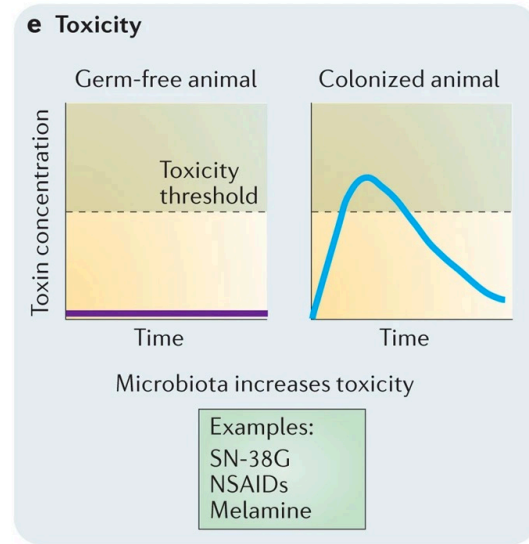 e Toxicity
Germ-free animal
Colonized animal
Toxin concentration
Toxicity
threshold
Time
Time
Microbiota increases toxicity
Examples:
SN-38G
NSAIDs
Melamine